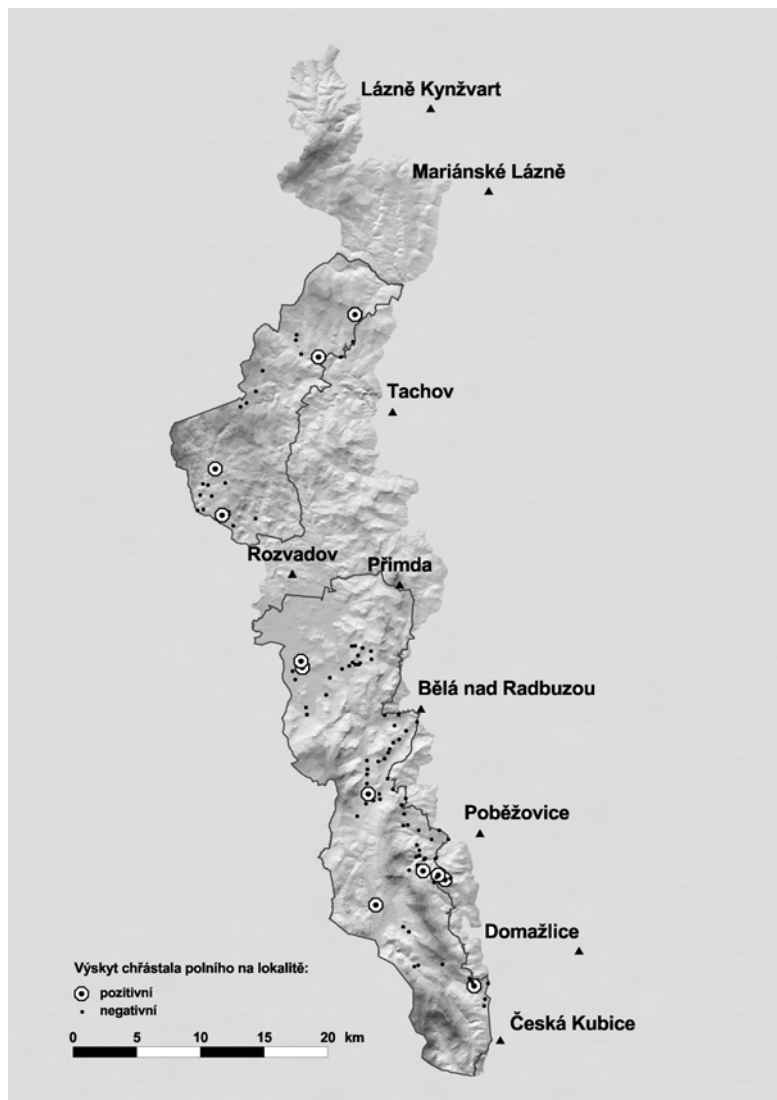 Lázně Kynžvart
Mariánské Lázně
Tachov
Rozvadov
Přimda
Bělá nad Radbuzou
Poběžovice
Domažlice
Výskyt chřástala polního na lokalitě:
pozitivní
negativní
0 5 10 15 20 km
Česká Kubice